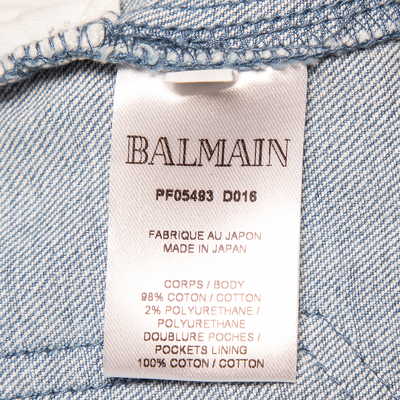 BALMAIN
PF05493 D016
FABRIQUE AU JAPON
MADE IN JAPAN
CORPS / BODY
98% COTON / COTTON
2% POLYURETHANE /
POLYURETHANE
DOUBLURE POCHES /
POCKETS LINING
100% COTON / COTTON